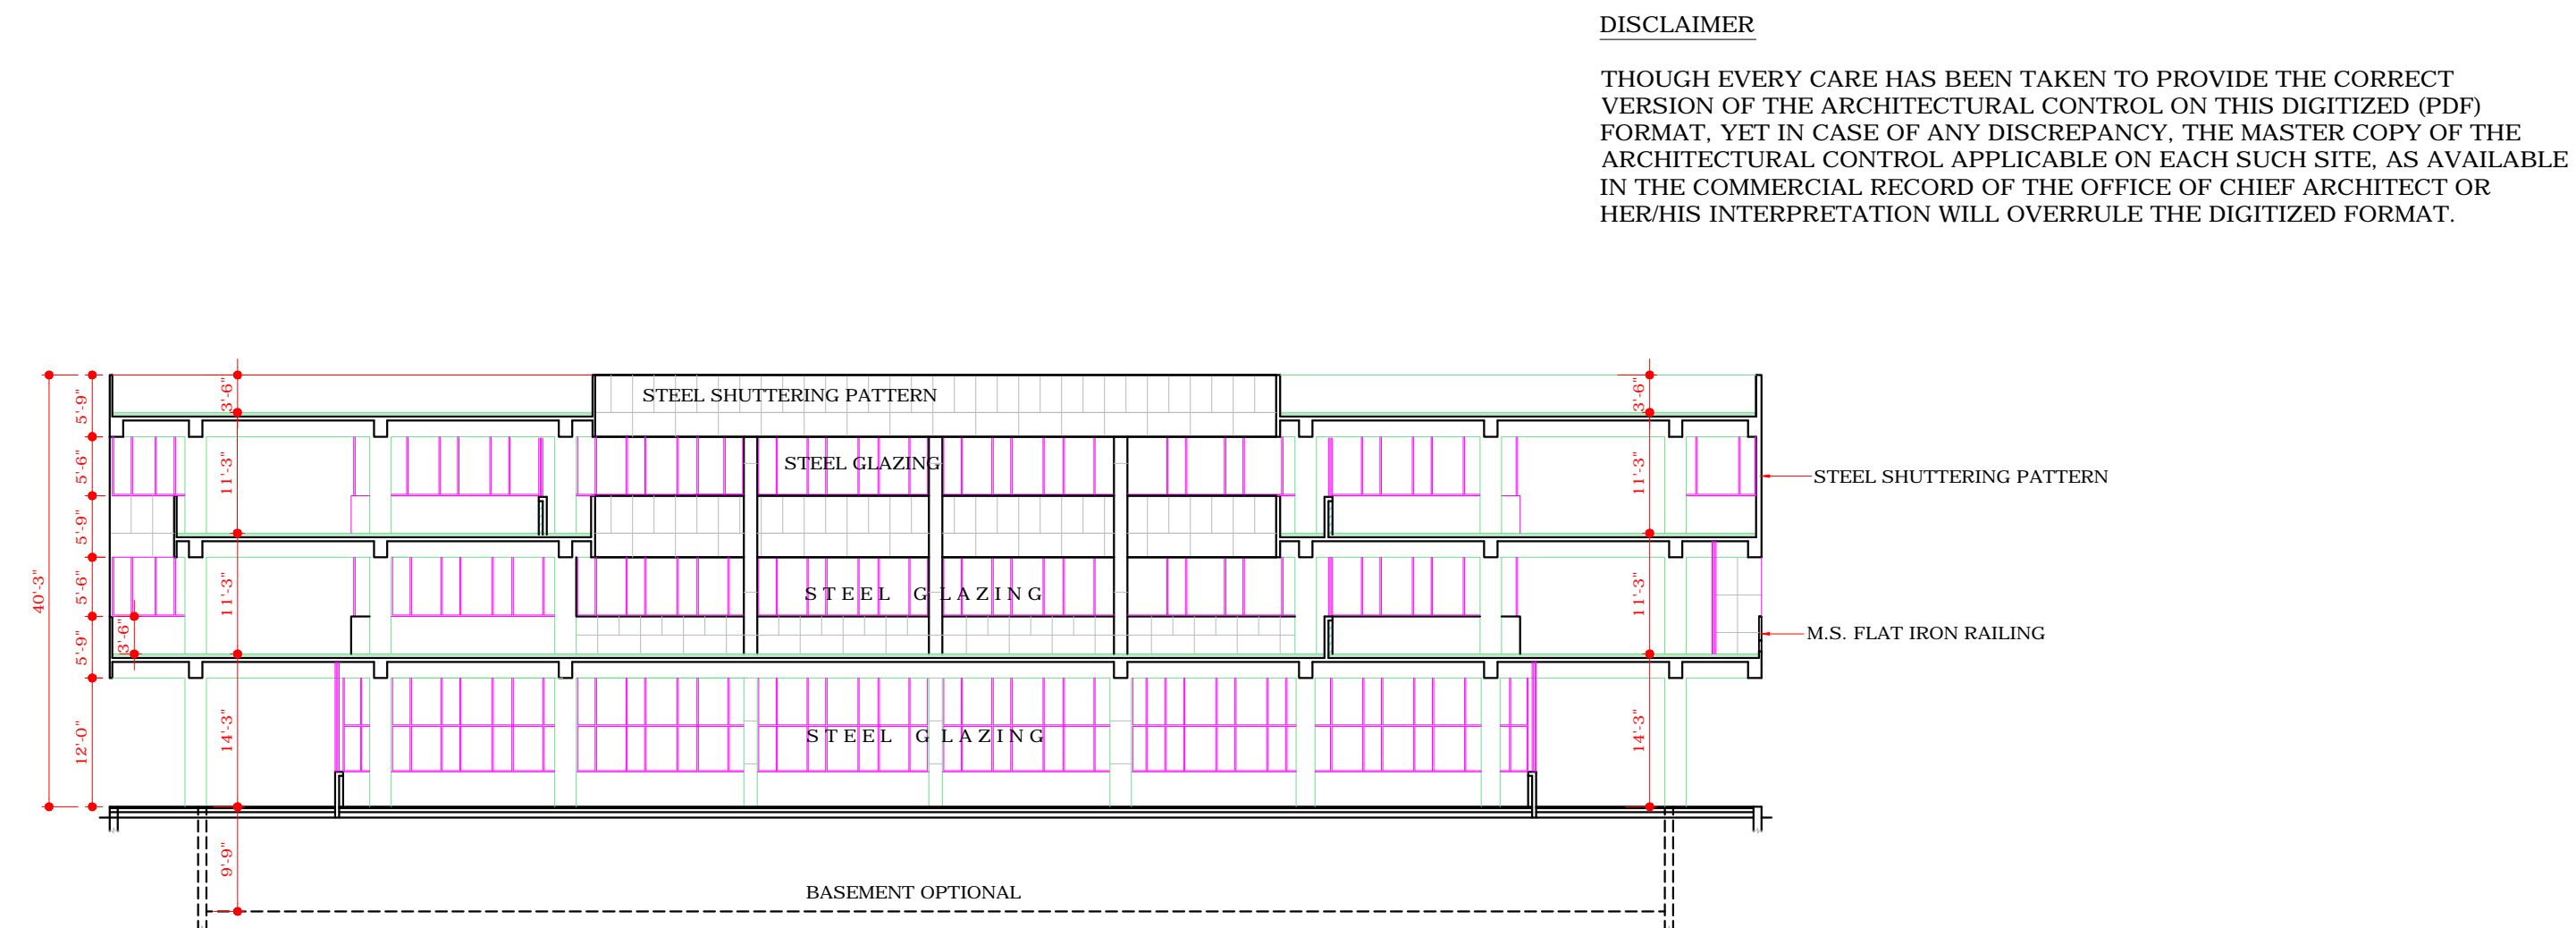 DISCLAIMER
THOUGH EVERY CARE HAS BEEN TAKEN TO PROVIDE THE CORRECT
VERSION OF THE ARCHITECTURAL CONTROL ON THIS DIGITIZED (PDF)
FORMAT, YET IN CASE OF ANY DISCREPANCY, THE MASTER COPY OF THE
ARCHITECTURAL CONTROL APPLICABLE ON EACH SUCH SITE, AS AVAILABLE
IN THE COMMERCIAL RECORD OF THE OFFICE OF CHIEF ARCHITECT OR
HER/HIS INTERPRETATION WILL OVERRULE THE DIGITIZED FORMAT.
40'-3"
5'-9"
5'-6"
5'-9"
5'-6"
5'-9"
12'-0"
3'-6"
3'-6"
11'-3"
11'-3"
14'-3"
9'-9"
STEEL SHUTTERING PATTERN
STEEL GLAZING
STEEL GLAZING
STEEL GLAZING
BASEMENT OPTIONAL
3'-6"
11'-3"
11'-3"
14'-3"
STEEL SHUTTERING PATTERN
M.S. FLAT IRON RAILING